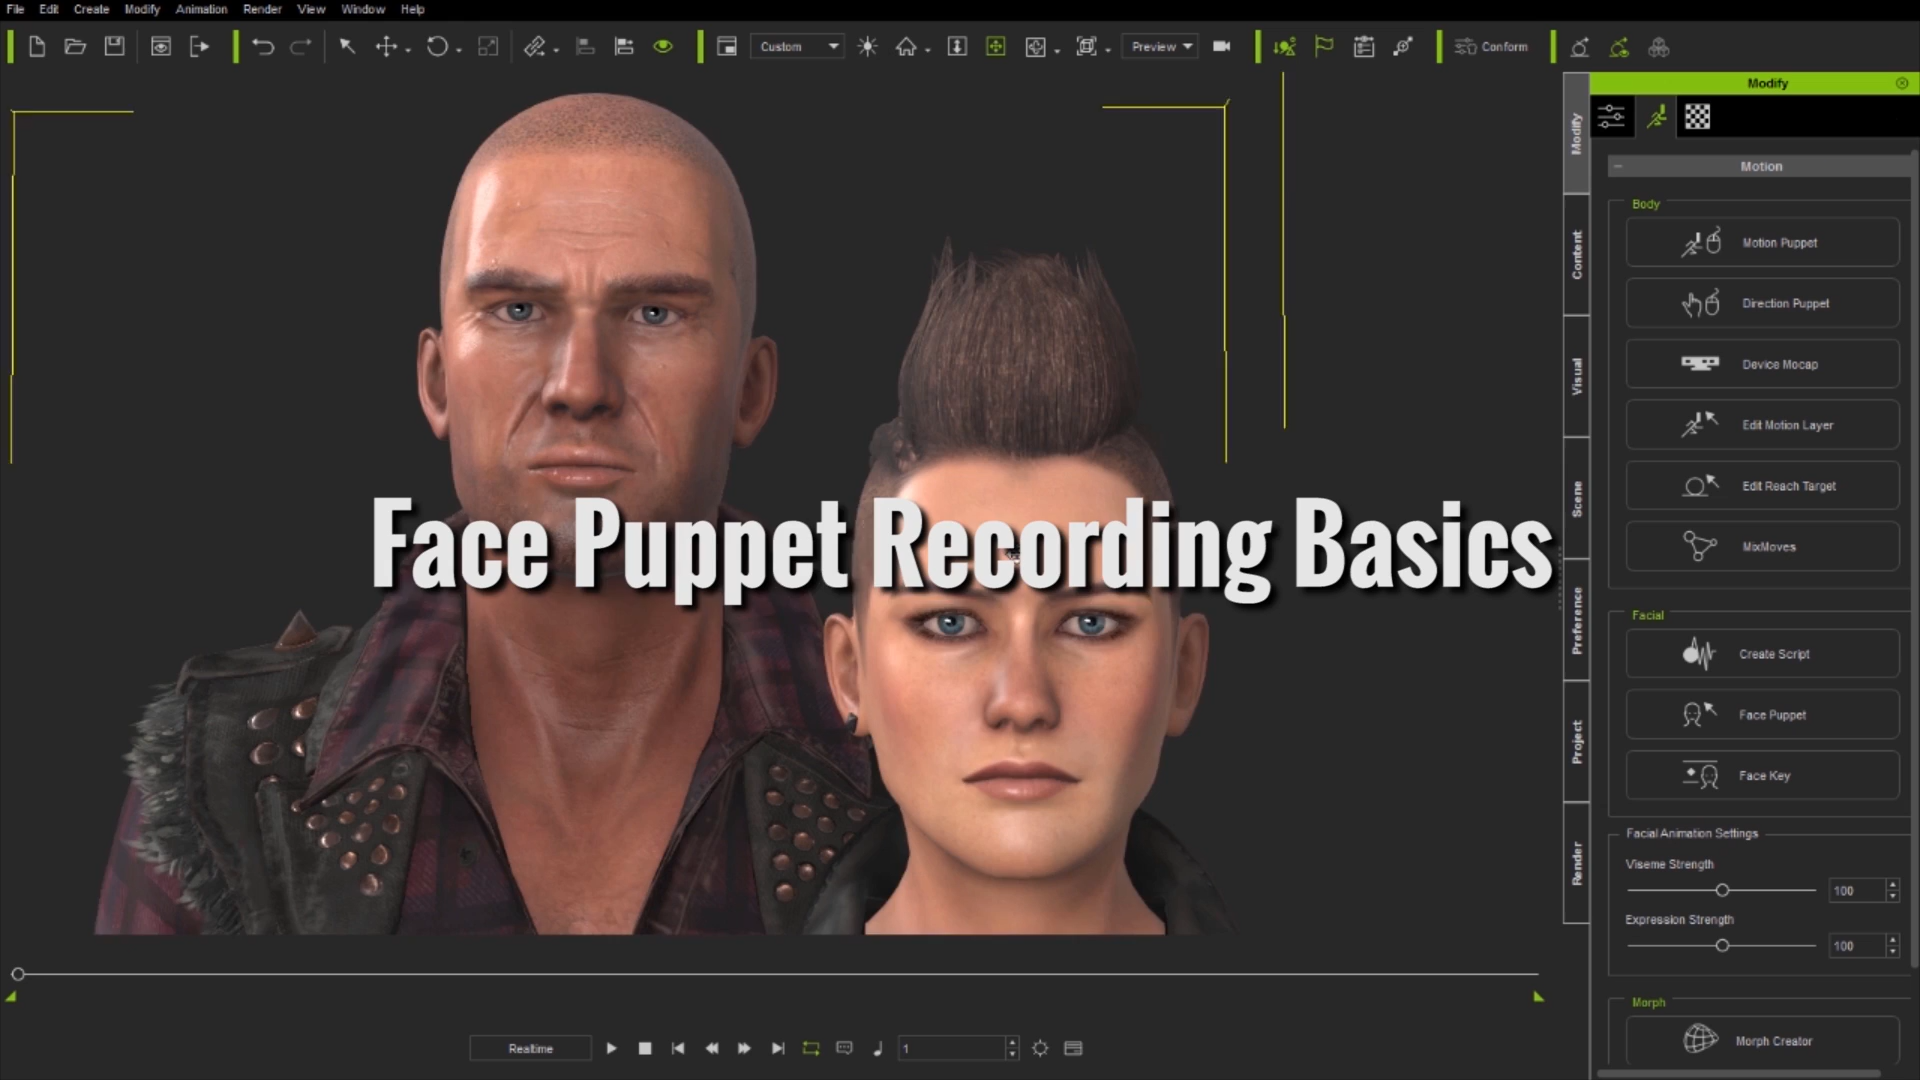 File Edit Create Modify Animation Render View Window Help
Custom
Preview
Conform
Modify
Motion
Body
Motion Puppet
Direction Puppet
Device Mocap
Edit Motion Layer
Edit Reach Target
MixMoves
Facial
Create Script
Face Puppet
Face Key
Facial Animation Settings
Viseme Strength
100
Expression Strength
100
Morph
Morph Creator
Modify
Content
Visual
Scene
Preference
Project
Render
Face Puppet Recording Basics
Realtime
1